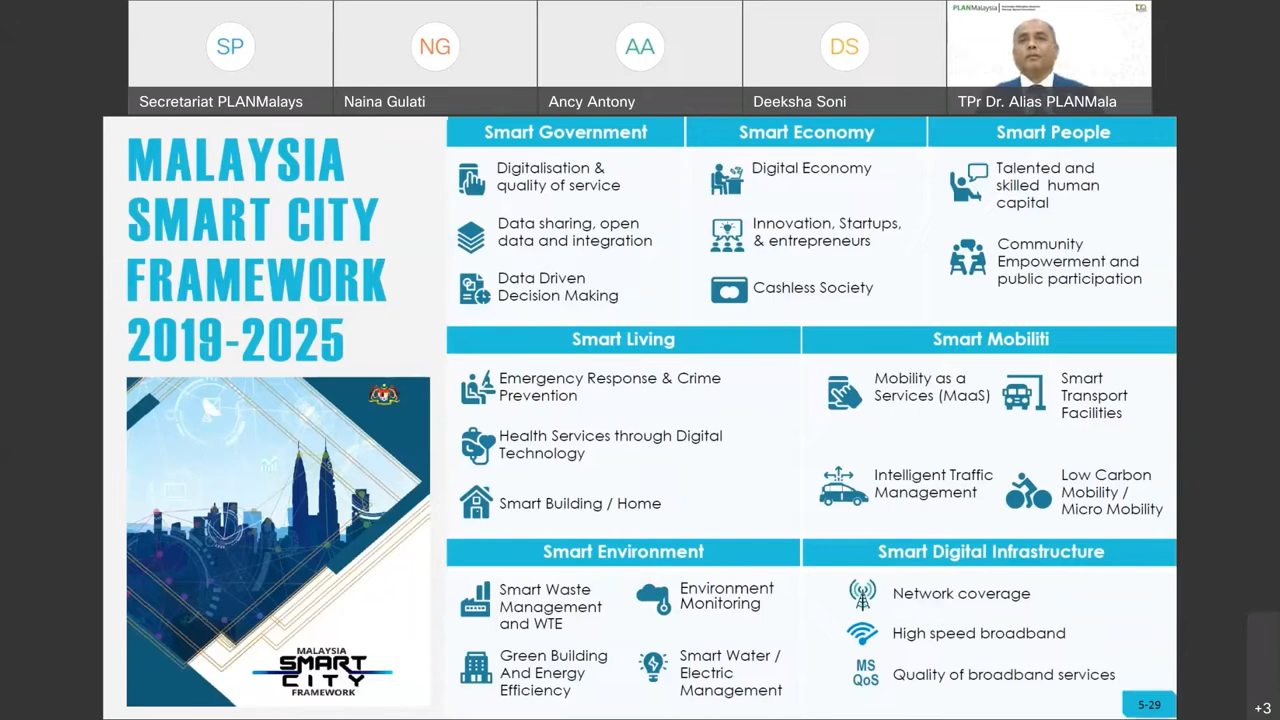 SP
NG
AA
DS
PLANMalaysia
Secretariat PLANMalays
Naina Gulati
Ancy Antony
Deeksha Soni
TPr Dr. Alias PLANMala
MALAYSIA
SMART CITY
FRAMEWORK
2019-2025
MALAYSIA
SMART
CITY
FRAMEWORK
Smart Government
Digitalisation &
quality of service
Data sharing, open
data and integration
Data Driven
Decision Making
Smart Economy
Digital Economy
Innovation, Startups,
& entrepreneurs
Cashless Society
Smart People
Talented and
skilled human
capital
Community
Empowerment and
public participation
Smart Living
Emergency Response & Crime
Prevention
Health Services through Digital
Technology
Smart Building / Home
Smart Mobiliti
Mobility as a
Services (MaaS)
Smart
Transport
Facilities
Intelligent Traffic
Management
Low Carbon
Mobility /
Micro Mobility
Smart Environment
Smart Waste
Management
and WTE
Environment
Monitoring
Green Building
And Energy
Efficiency
Smart Water /
Electric
Management
Smart Digital Infrastructure
Network coverage
High speed broadband
MS
QoS
Quality of broadband services
5-29
+3